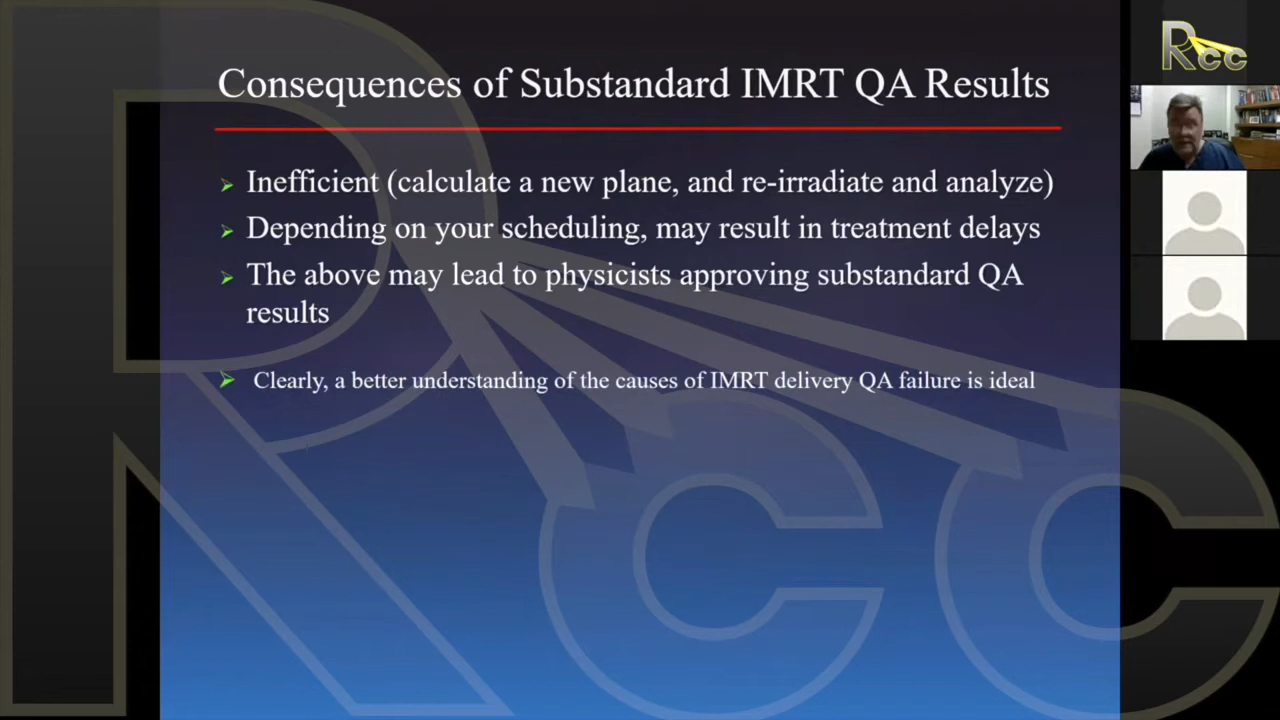 Consequences of Substandard IMRT QA Results
Inefficient (calculate a new plane, and re-irradiate and analyze)
Depending on your scheduling, may result in treatment delays
The above may lead to physicists approving substandard QA
results
Clearly, a better understanding of the causes of IMRT delivery QA failure is ideal
Rcc
Rcc